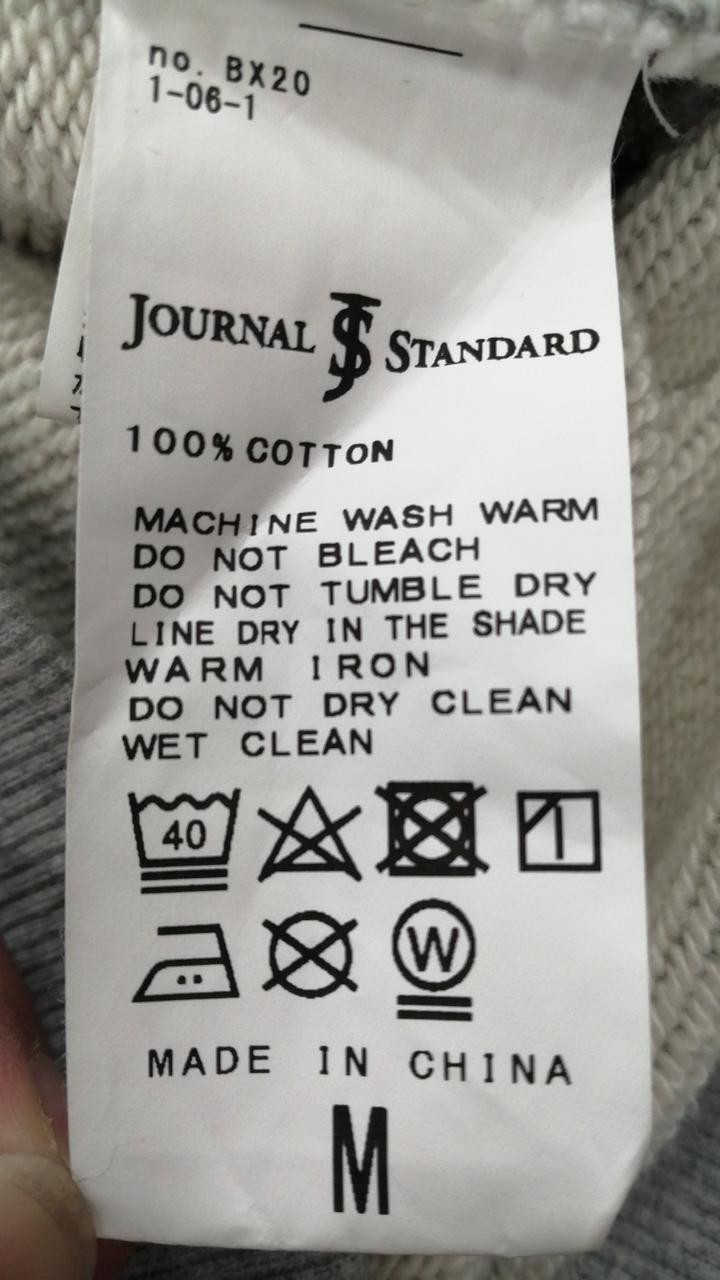 no. BX20
1-06-1
JOURNAL JS STANDARD
100% COTTON
MACHINE WASH WARM
DO NOT BLEACH
DO NOT TUMBLE DRY
LINE DRY IN THE SHADE
WARM IRON
DO NOT DRY CLEAN
WET CLEAN
40
W
MADE IN CHINA
M